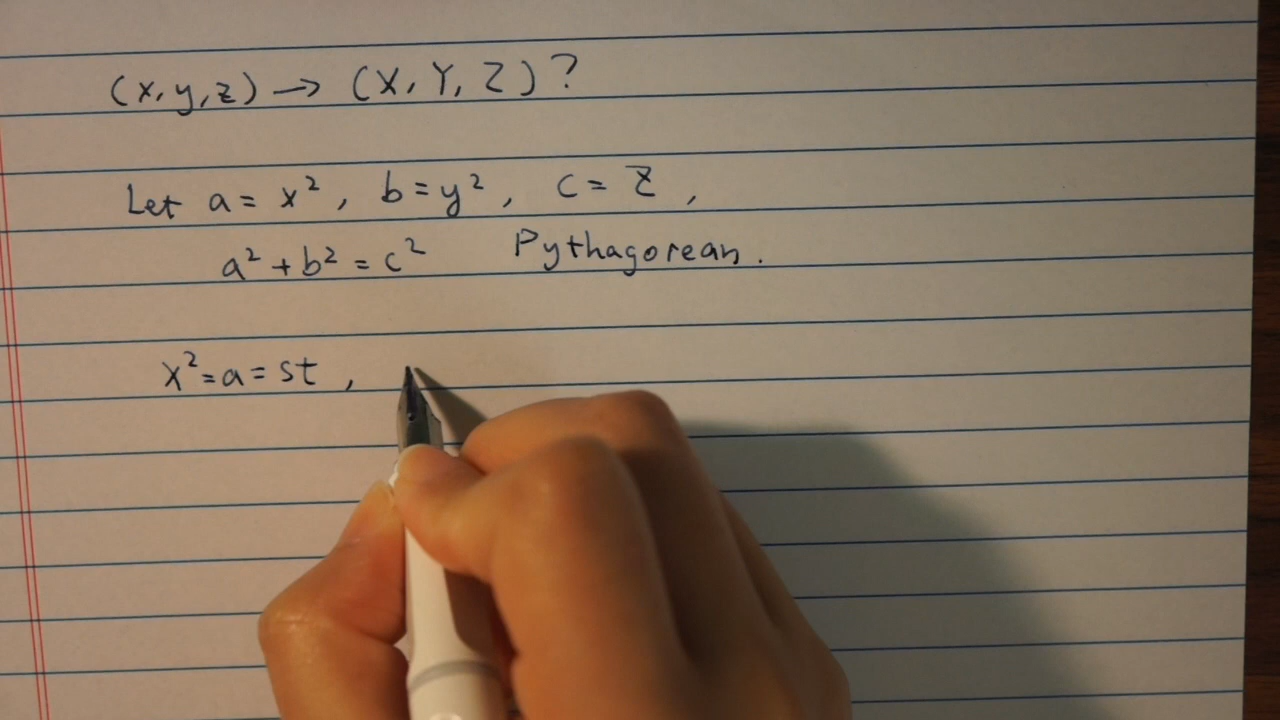 (x, y, z) → (X, Y, Z)?
Let a = x², b = y², c = z,
a² + b² = c² Pythagorean.
x² = a = st,